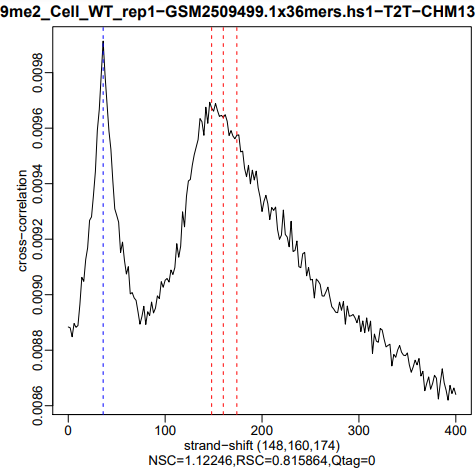 9me2_Cell_WT_rep1−GSM2509499.1x36mers.hs1−T2T−CHM13
cross−correlation
0.0086 0.0088 0.0090 0.0092 0.0094 0.0096 0.0098
0 100 200 300 400
strand−shift (148,160,174)
NSC=1.12246,RSC=0.815864,Qtag=0